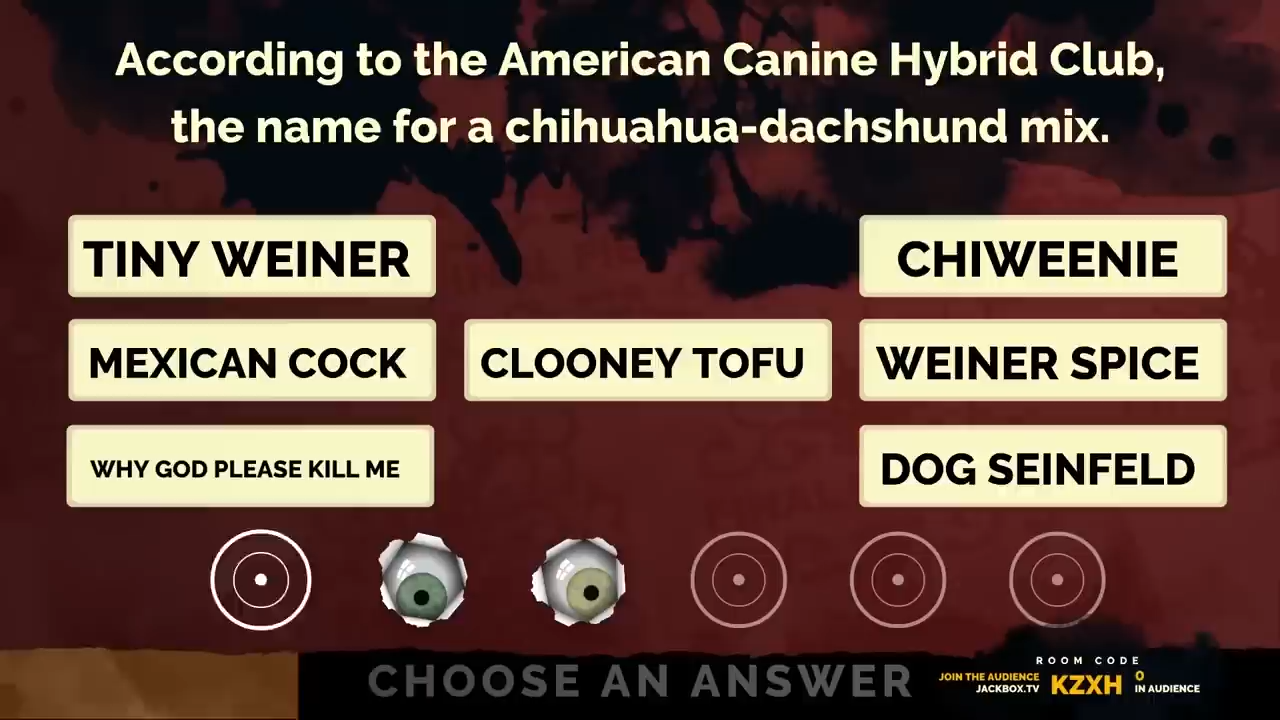 According to the American Canine Hybrid Club,
the name for a chihuahua-dachshund mix.
TINY WEINER
CHIWEENIE
MEXICAN COCK
CLOONEY TOFU
WEINER SPICE
WHY GOD PLEASE KILL ME
DOG SEINFELD
CHOOSE AN ANSWER
ROOM CODE
JOIN THE AUDIENCE
JACKBOX.TV
KZXH
0
IN AUDIENCE